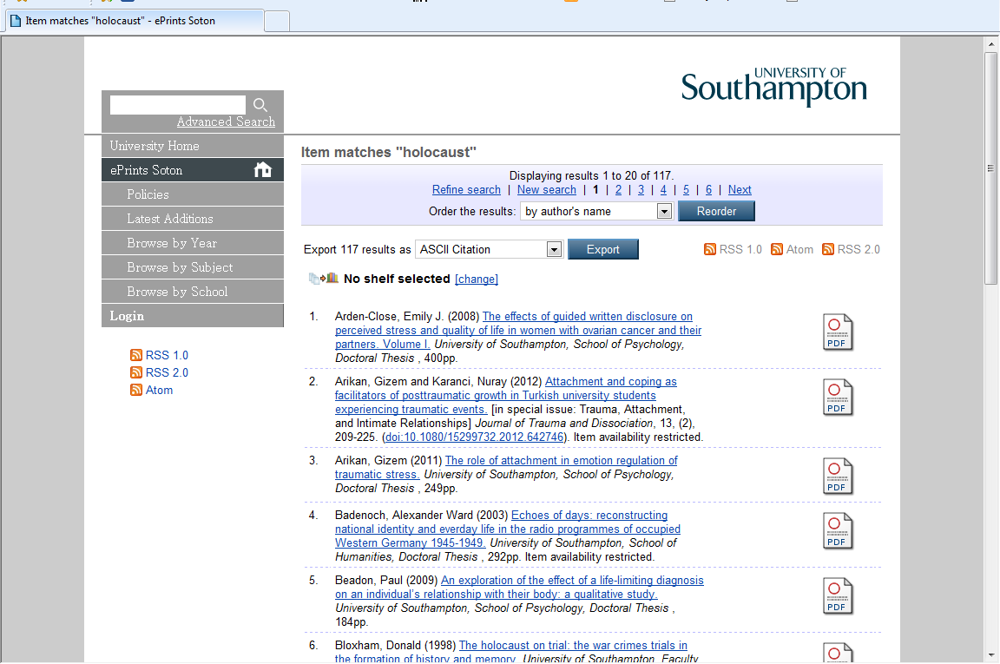 Item matches "holocaust" - ePrints Soton
UNIVERSITY OF
Southampton
Advanced Search
University Home
ePrints Soton
Policies
Latest Additions
Browse by Year
Browse by Subject
Browse by School
Login
RSS 1.0
RSS 2.0
Atom
Item matches "holocaust"
Displaying results 1 to 20 of 117.
Refine search | New search | 1 | 2 | 3 | 4 | 5 | 6 | Next
Order the results: by author's name Reorder
Export 117 results as ASCII Citation Export RSS 1.0 Atom RSS 2.0
No shelf selected [change]
1. Arden-Close, Emily J. (2008) The effects of guided written disclosure on
perceived stress and quality of life in women with ovarian cancer and their
partners. Volume I. University of Southampton, School of Psychology,
Doctoral Thesis , 400pp.
PDF
2. Arikan, Gizem and Karanci, Nuray (2012) Attachment and coping as
facilitators of posttraumatic growth in Turkish university students
experiencing traumatic events. [in special issue: Trauma, Attachment,
and Intimate Relationships] Journal of Trauma and Dissociation, 13, (2),
209-225. (doi:10.1080/15299732.2012.642746). Item availability restricted.
PDF
3. Arikan, Gizem (2011) The role of attachment in emotion regulation of
traumatic stress. University of Southampton, School of Psychology,
Doctoral Thesis , 249pp.
PDF
4. Badenoch, Alexander Ward (2003) Echoes of days: reconstructing
national identity and everday life in the radio programmes of occupied
Western Germany 1945-1949. University of Southampton, School of
Humanities, Doctoral Thesis , 292pp. Item availability restricted.
PDF
5. Beadon, Paul (2009) An exploration of the effect of a life-limiting diagnosis
on an individual's relationship with their body: a qualitative study.
University of Southampton, School of Psychology, Doctoral Thesis ,
184pp.
PDF
6. Bloxham, Donald (1998) The holocaust on trial: the war crimes trials in
the formation of history and memory. University of Southampton, Faculty